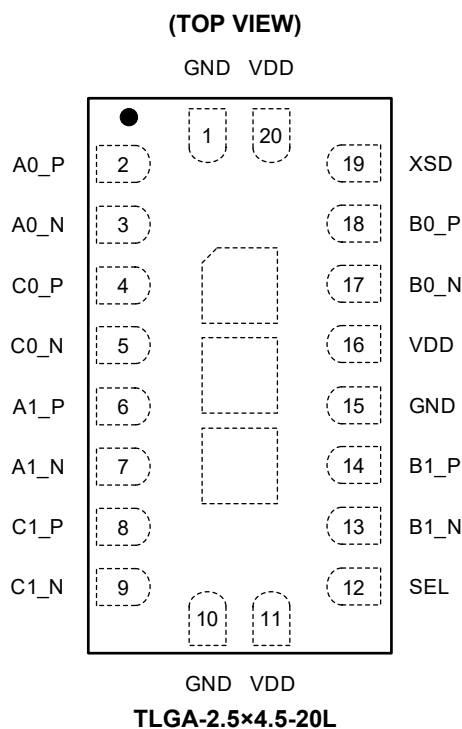 (TOP VIEW)
GND VDD
1 20
A0_P 2 19 XSD
A0_N 3 18 B0_P
C0_P 4 17 B0_N
C0_N 5 16 VDD
A1_P 6 15 GND
A1_N 7 14 B1_P
C1_P 8 13 B1_N
C1_N 9 12 SEL
10 11
GND VDD
TLGA-2.5×4.5-20L